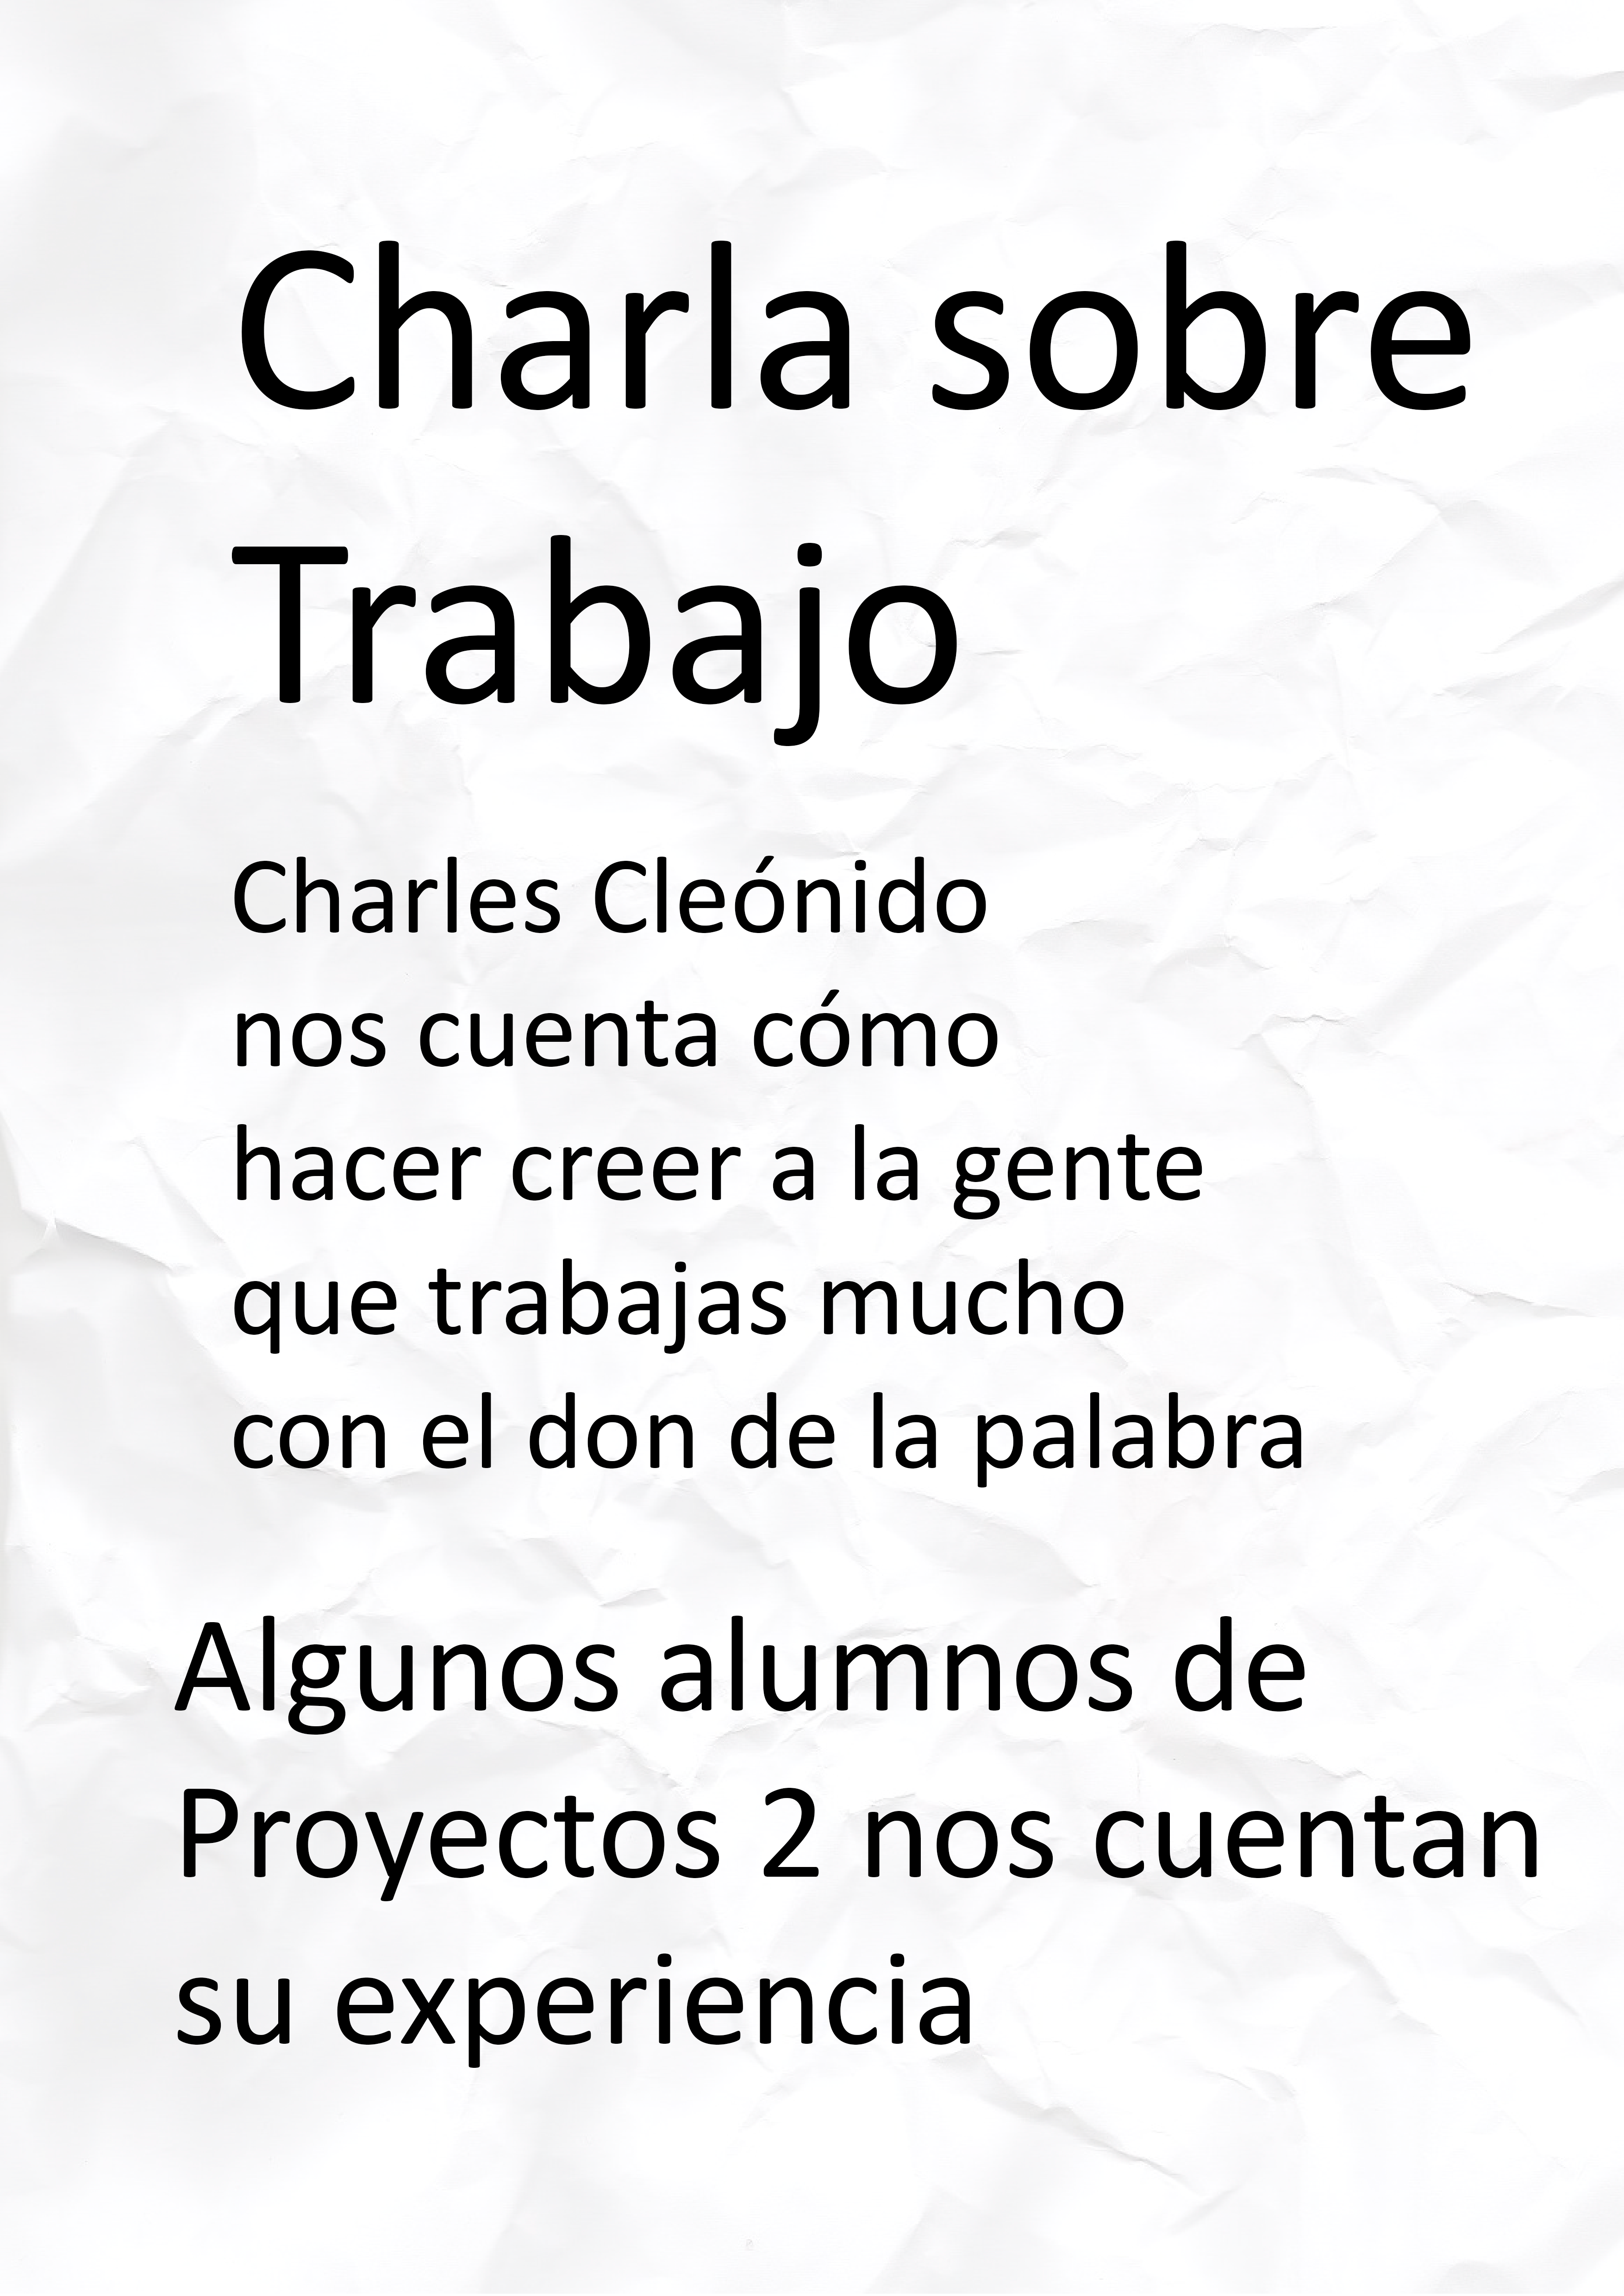 Charla sobre
Trabajo
Charles Cleónido
nos cuenta cómo
hacer creer a la gente
que trabajas mucho
con el don de la palabra
Algunos alumnos de
Proyectos 2 nos cuentan
su experiencia